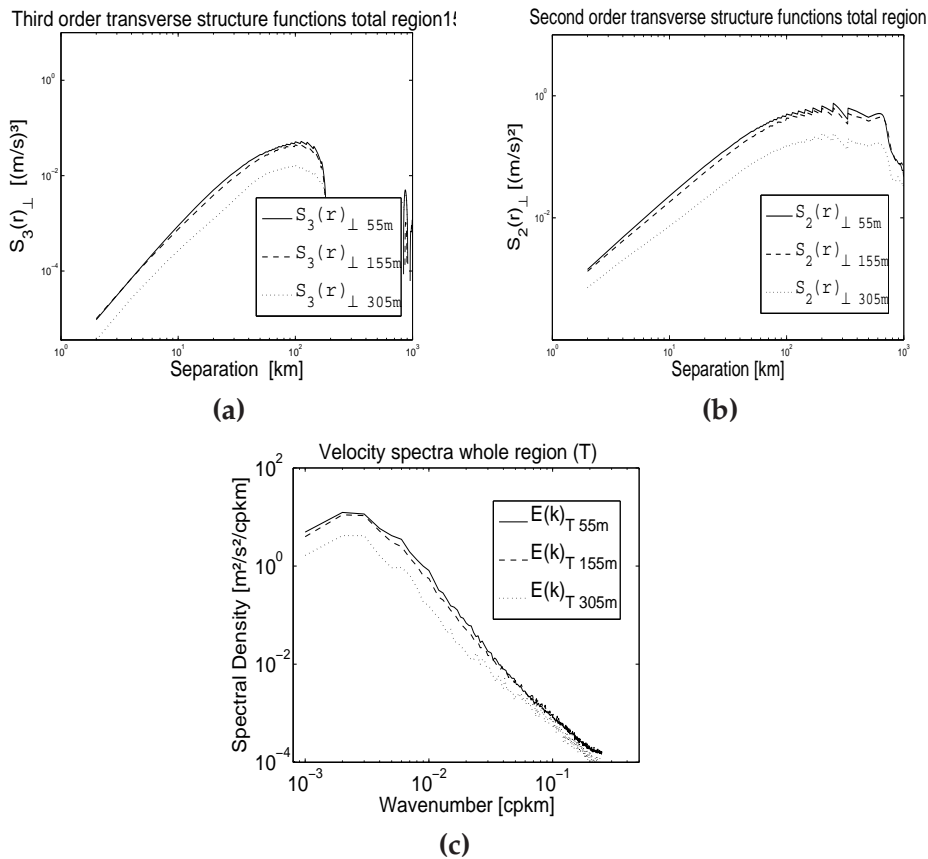 Third order transverse structure functions total region15
10⁰
10⁻²
10⁻⁴
S₃(r)⊥ [(m/s)³]
S₃(r)⊥ 55m
S₃(r)⊥ 155m
S₃(r)⊥ 305m
10⁰ 10¹ 10² 10³
Separation [km]
(a)
Second order transverse structure functions total region
10⁰
10⁻²
S₂(r)⊥ [(m/s)²]
S₂(r)⊥ 55m
S₂(r)⊥ 155m
S₂(r)⊥ 305m
10⁰ 10¹ 10² 10³
Separation [km]
(b)
Velocity spectra whole region (T)
10²
10⁰
10⁻²
10⁻⁴
Spectral Density [m²/s²/cpkm]
E(k)T 55m
E(k)T 155m
E(k)T 305m
10⁻³ 10⁻² 10⁻¹
Wavenumber [cpkm]
(c)